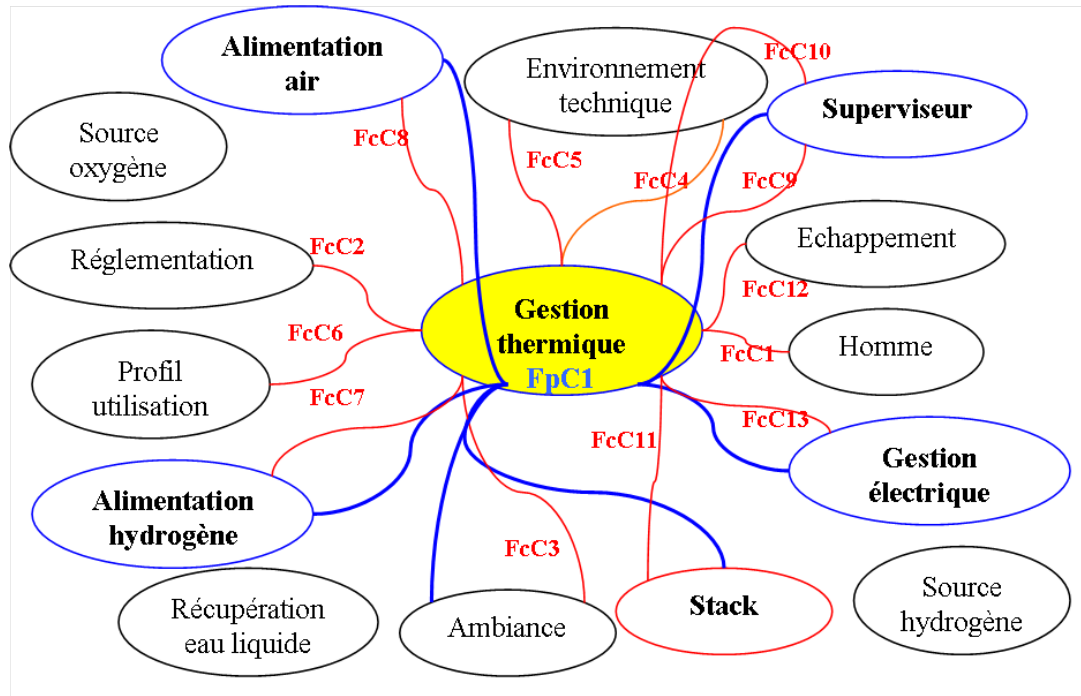 Alimentation
air
FcC10
Environnement
technique
Superviseur
Source
oxygène
FcC8
FcC5
FcC4
FcC9
Réglementation
FcC2
Echappement
FcC12
Gestion
thermique
FpC1
FcC6
FcC1
Homme
Profil
utilisation
FcC7
FcC13
FcC11
Gestion
électrique
Alimentation
hydrogène
FcC3
Récupération
eau liquide
Ambiance
Stack
Source
hydrogène